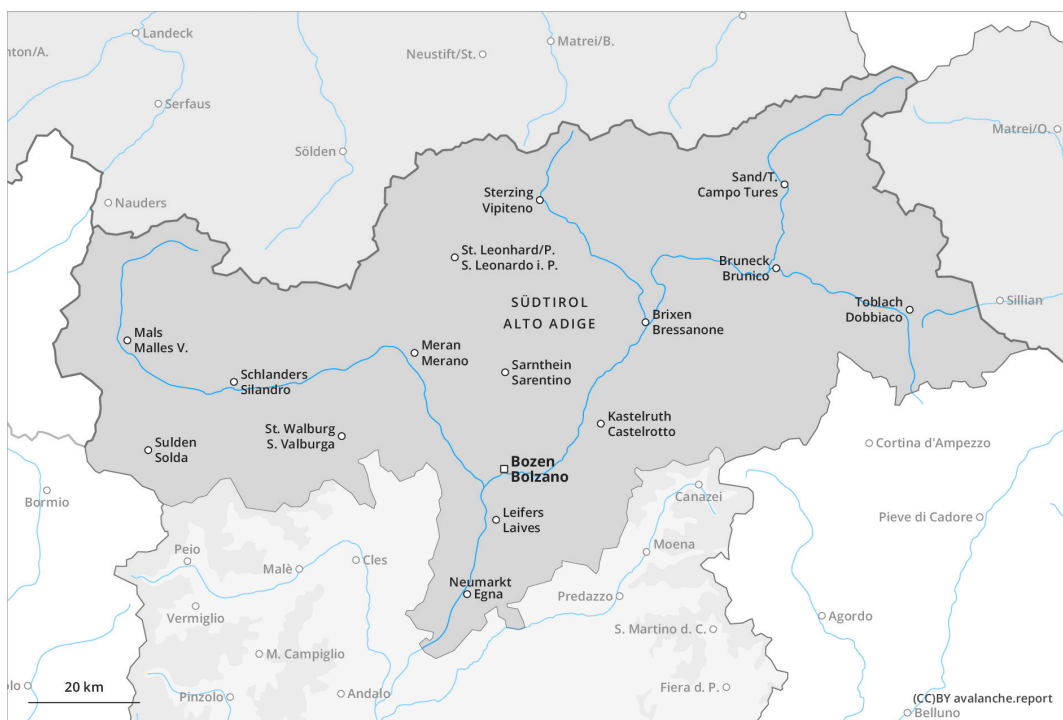 Landeck
nton/A.
Neustift/St.
Matrei/B.
Serfaus
Sölden
Matrei/O.
Nauders
Sterzing
Vipiteno
Sand/T.
Campo Tures
St. Leonhard/P.
S. Leonardo i. P.
Bruneck
Brunico
SÜDTIROL
ALTO ADIGE
Toblach
Dobbiaco
Sillian
Brixen
Bressanone
Mals
Malles V.
Meran
Merano
Sarnthein
Sarentino
Schlanders
Silandro
St. Walburg
S. Valburga
Kastelruth
Castelrotto
Sulden
Solda
Cortina d'Ampezzo
Bozen
Bolzano
Bormio
Canazei
Leifers
Laives
Pieve di Cadore
Peio
Malè
Cles
Moena
Neumarkt
Egna
Predazzo
Vermiglio
Agordo
S. Martino d. C.
M. Campiglio
olo
20 km
Pinzolo
Andalo
Fiera d. P.
(CC)BY avalanche.report
Belluno